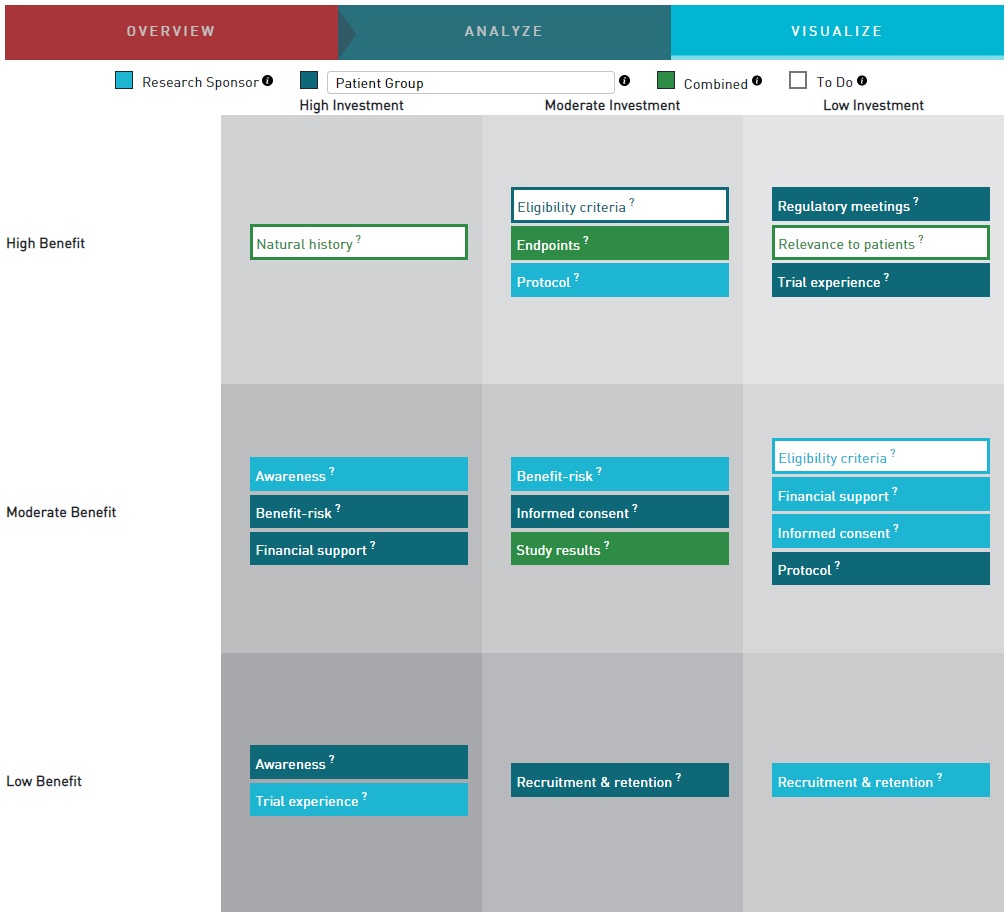 OVERVIEW
ANALYZE
VISUALIZE
Research Sponsor i
Patient Group i
Combined i
To Do i
High Investment
Moderate Investment
Low Investment
High Benefit
Natural history ?
Eligibility criteria ?
Endpoints ?
Protocol ?
Regulatory meetings ?
Relevance to patients ?
Trial experience ?
Moderate Benefit
Awareness ?
Benefit-risk ?
Financial support ?
Benefit-risk ?
Informed consent ?
Study results ?
Eligibility criteria ?
Financial support ?
Informed consent ?
Protocol ?
Low Benefit
Awareness ?
Trial experience ?
Recruitment & retention ?
Recruitment & retention ?